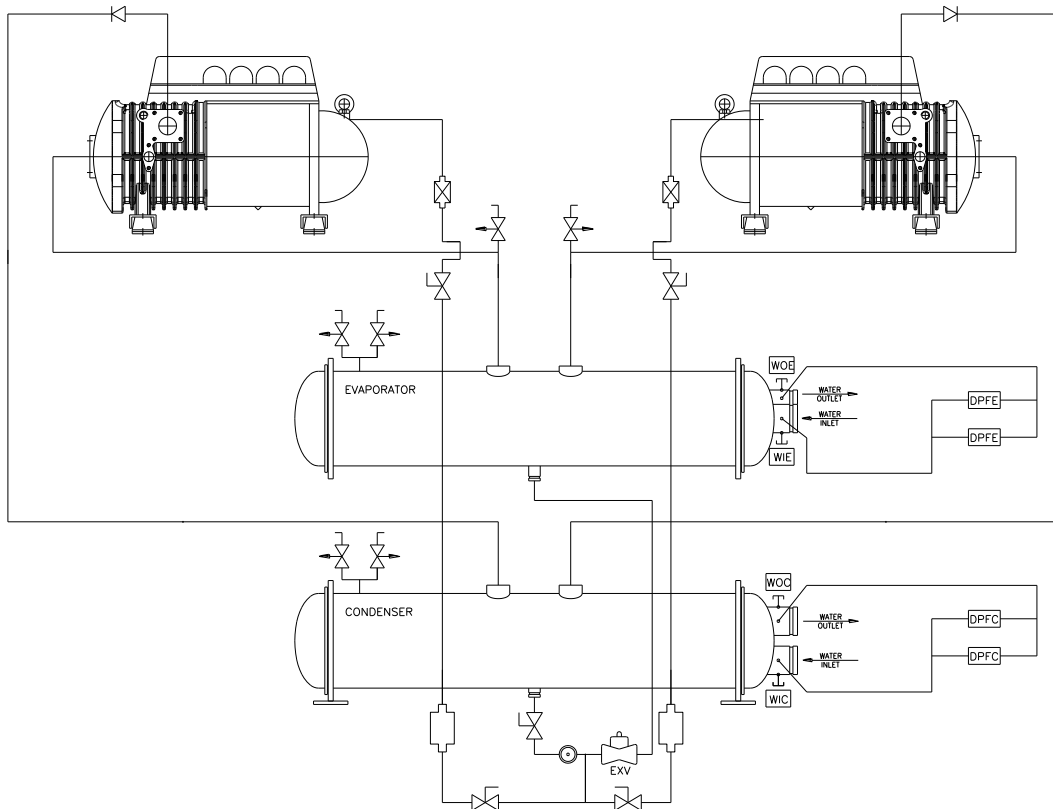 WOE
EVAPORATOR
WATER
OUTLET
DPFE
WATER
INLET
DPFE
WIE
WOC
CONDENSER
WATER
OUTLET
DPFC
WATER
INLET
DPFC
WIC
EXV